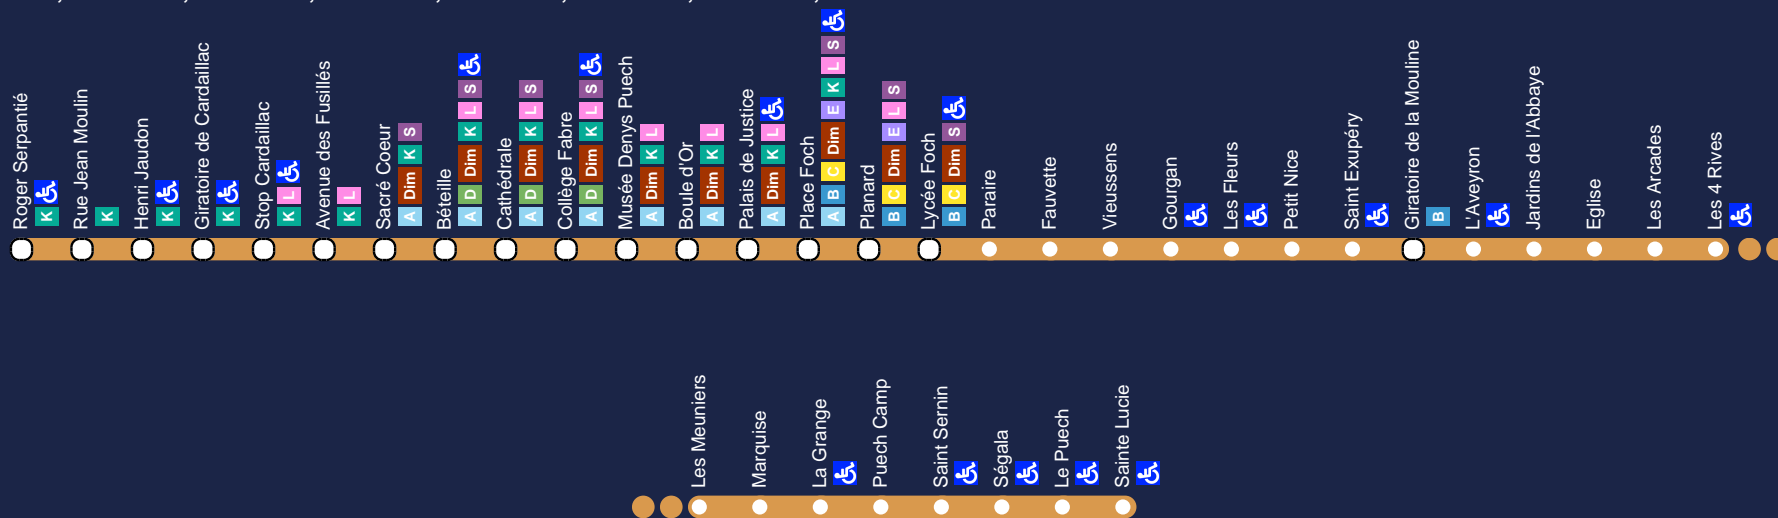 Roger Serpantié
K
Rue Jean Moulin
K
Henri Jaudon
K
Giratoire de Cardaillac
K
Stop Cardaillac
K L
Avenue des Fusillés
K L
Sacré Coeur
A Dim K S
Béteille
A D Dim K L S
Cathédrale
A D Dim K L S
Collège Fabre
A D Dim K L S
Musée Denys Puech
A Dim K L
Boule d'Or
A Dim K L
Palais de Justice
A Dim K L
Place Foch
A B C Dim E K L S
Planard
B C Dim E L S
Lycée Foch
B C Dim S
Paraire
Fauvette
Vieussens
Gourgan
Les Fleurs
Petit Nice
Saint Exupéry
Giratoire de la Mouline
B
L'Aveyron
Jardins de l'Abbaye
Eglise
Les Arcades
Les 4 Rives
Les Meuniers
Marquise
La Grange
Puech Camp
Saint Sernin
Ségala
Le Puech
Sainte Lucie